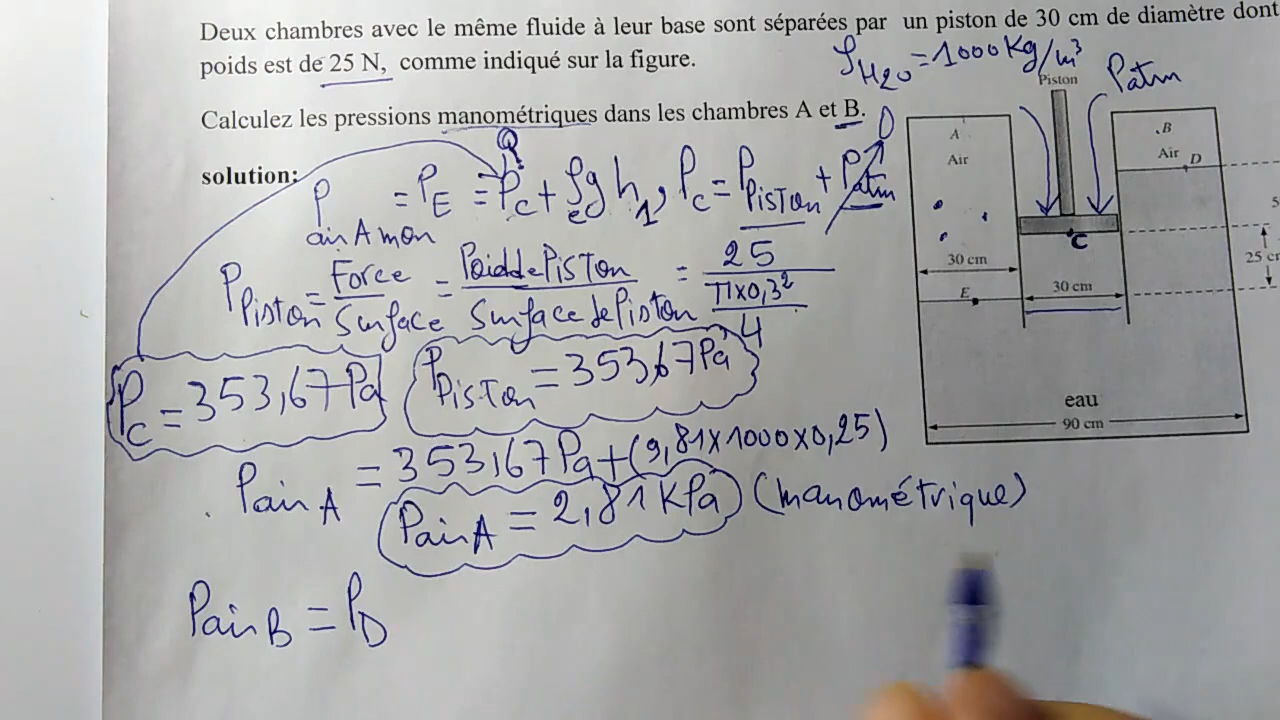 Deux chambres avec le même fluide à leur base sont séparées par un piston de 30 cm de diamètre dont
poids est de 25 N, comme indiqué sur la figure.
ρH2O = 1000 Kg/m³
Calculez les pressions manométriques dans les chambres A et B.
solution:
P air A mon = PE = PC + ρe g h1, PC = PPISTon + Patm 0
PPiston = Force / Surface = Poid de PISTon / Surface de Piston = 25 / (π×0,3² / 4)
PC = 353,67 Pa
PPISTon = 353,67 Pa
Pair A = 353,67 Pa + (9,81×1000×0,25)
Pair A = 2,81 KPa (manométrique)
Pair B = PD
Piston
Patm
A
Air
B
Air
D
C
30 cm
E
30 cm
5
25 c
eau
90 cm